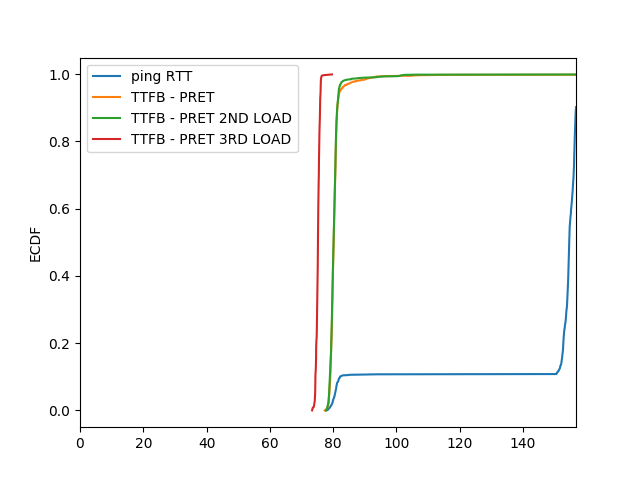 ping RTT
TTFB - PRET
TTFB - PRET 2ND LOAD
TTFB - PRET 3RD LOAD
ECDF
1.0
0.8
0.6
0.4
0.2
0.0
0 20 40 60 80 100 120 140